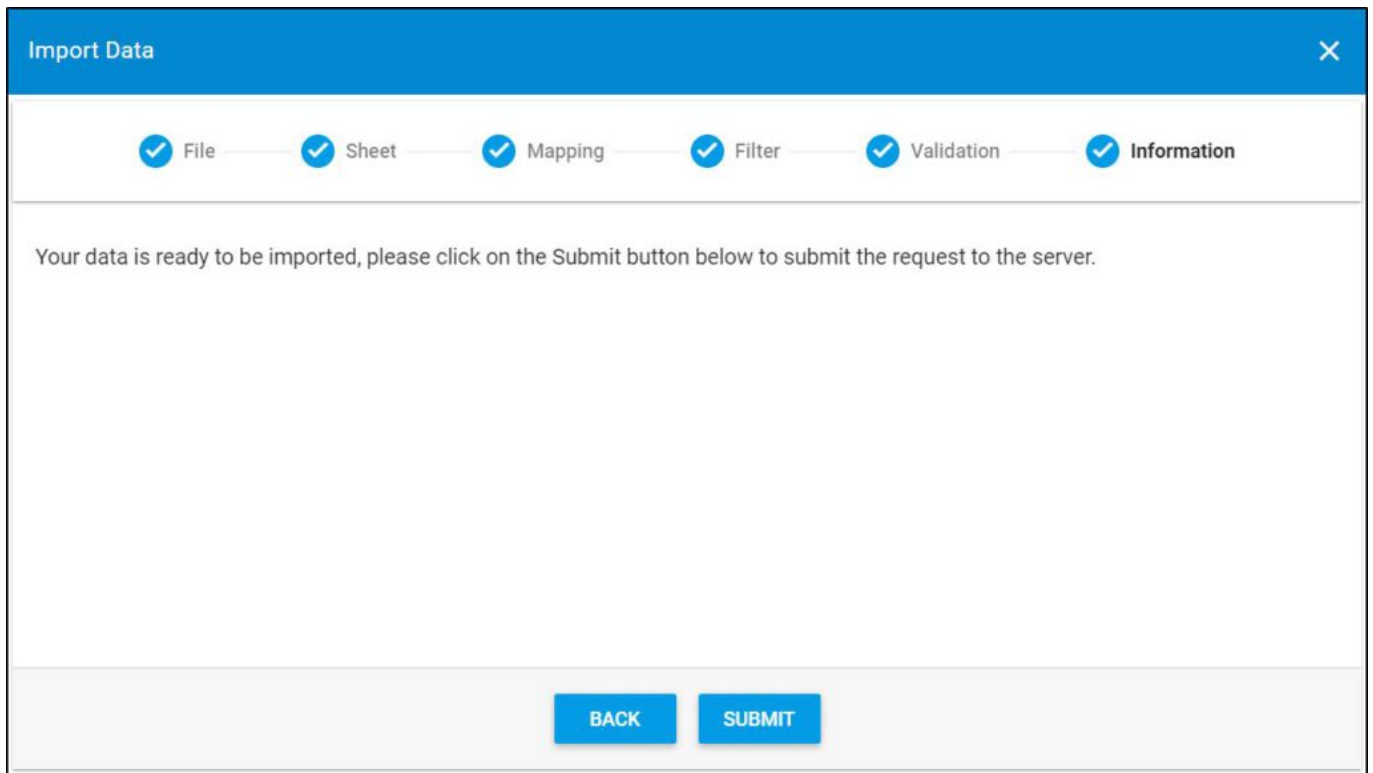 Import Data
File Sheet Mapping Filter Validation Information
Your data is ready to be imported, please click on the Submit button below to submit the request to the server.
BACK SUBMIT